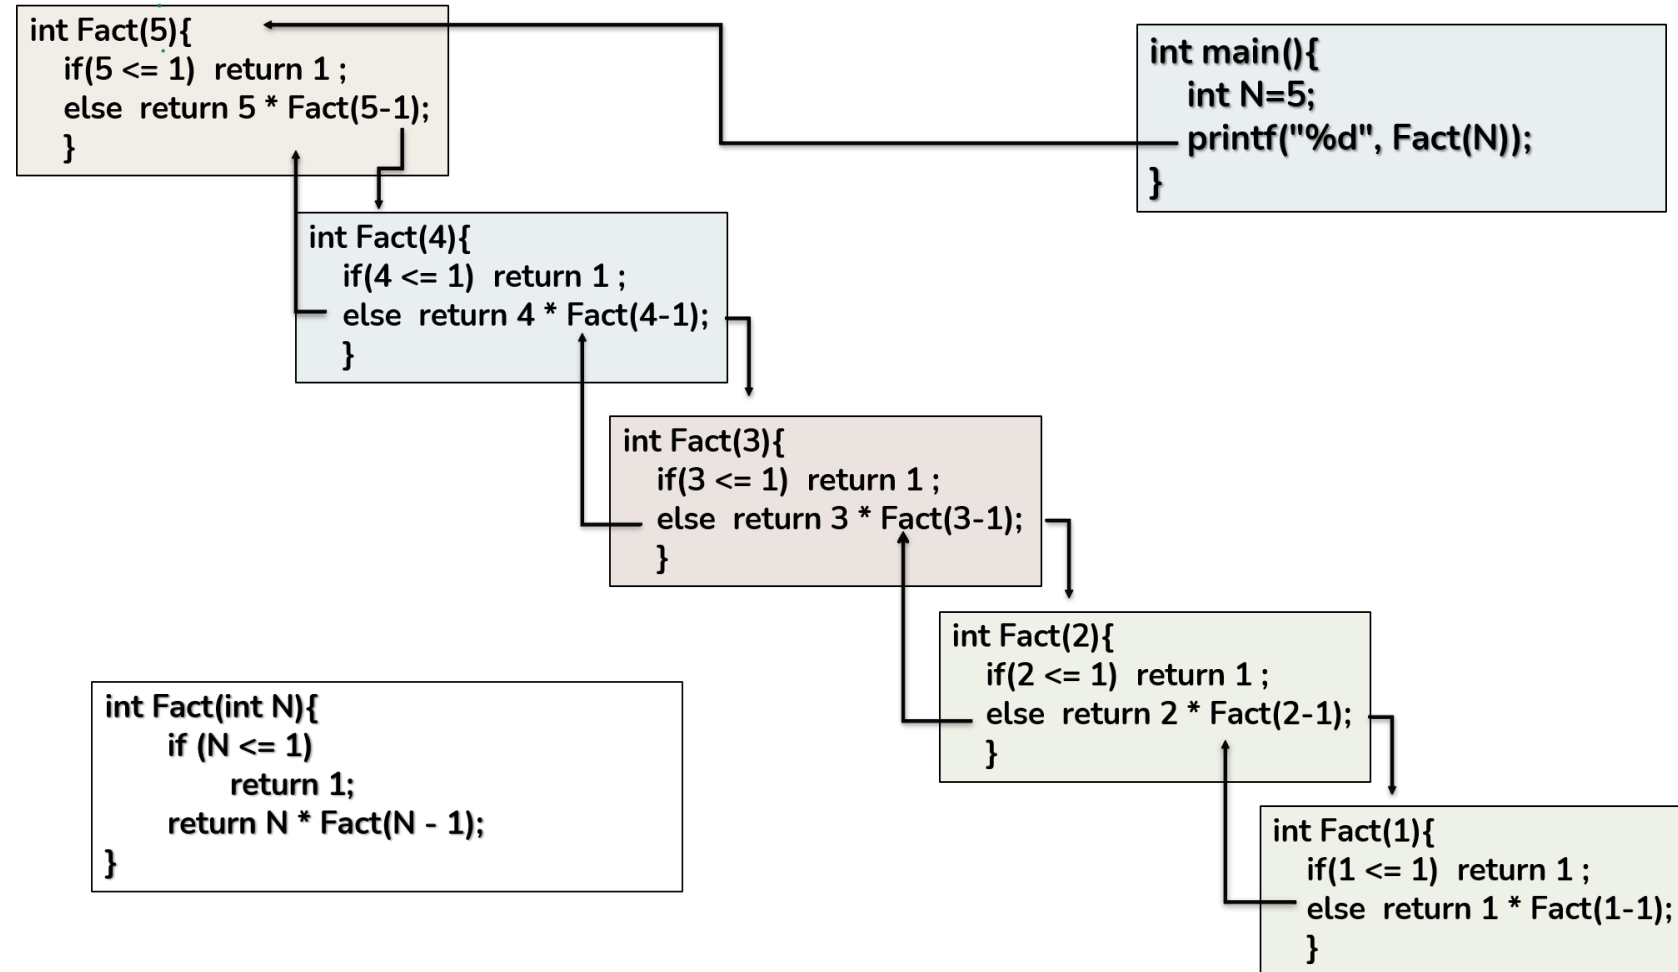 int Fact(5){
if(5 <= 1) return 1 ;
else return 5 * Fact(5-1);
}
int main(){
int N=5;
printf("%d", Fact(N));
}
int Fact(4){
if(4 <= 1) return 1 ;
else return 4 * Fact(4-1);
}
int Fact(3){
if(3 <= 1) return 1 ;
else return 3 * Fact(3-1);
}
int Fact(2){
if(2 <= 1) return 1 ;
else return 2 * Fact(2-1);
}
int Fact(int N){
if (N <= 1)
return 1;
return N * Fact(N - 1);
}
int Fact(1){
if(1 <= 1) return 1 ;
else return 1 * Fact(1-1);
}